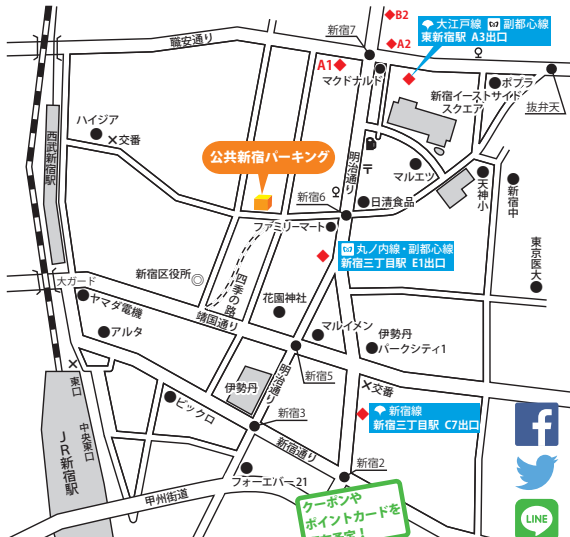 B2
新宿7
大江戸線 副都心線
東新宿駅 A3出口
職安通り
A2
A1
マクドナルド
ポプラ
新宿イーストサイド
スクエア
抜弁天
ハイジア
交番
西武新宿駅
公共新宿パーキング
明治通り
マルエツ
天神小
新宿中
新宿6
日清食品
ファミリーマート
丸ノ内線・副都心線
新宿三丁目駅 E1出口
東京医大
大ガード
新宿区役所
四季の路
ヤマダ電機
花園神社
靖国通り
アルタ
マルイメン
伊勢丹
パークシティ1
東口
伊勢丹
明治通り
新宿5
交番
ビックロ
新宿3
新宿線
新宿三丁目駅 C7出口
中央東口
JR新宿駅
新宿通り
新宿2
フォーエバー21
甲州街道
クーポンや
ポイントカードを
LINE